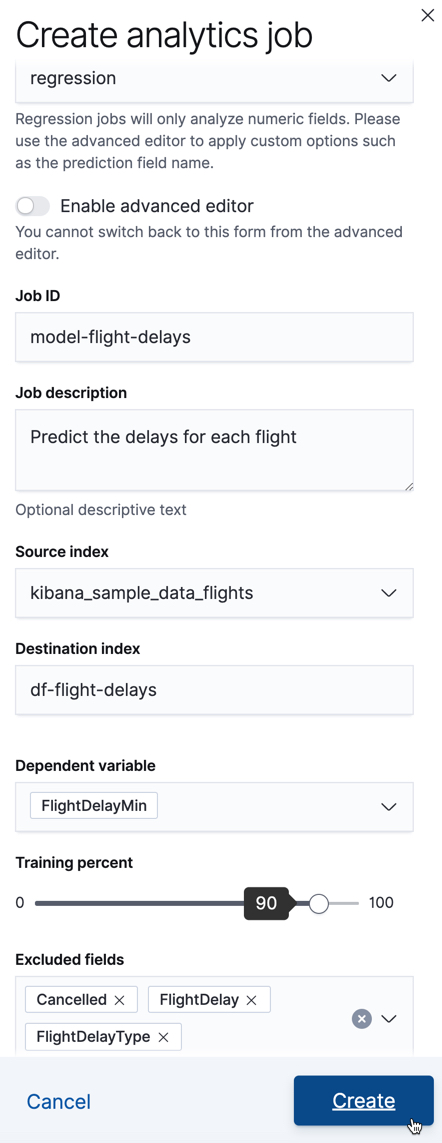 Create analytics job
regression
Regression jobs will only analyze numeric fields. Please
use the advanced editor to apply custom options such
as the prediction field name.
Enable advanced editor
You cannot switch back to this form from the advanced
editor.
Job ID
model-flight-delays
Job description
Predict the delays for each flight
Optional descriptive text
Source index
kibana_sample_data_flights
Destination index
df-flight-delays
Dependent variable
FlightDelayMin
Training percent
0 90 100
Excluded fields
Cancelled FlightDelay
FlightDelayType
Cancel Create